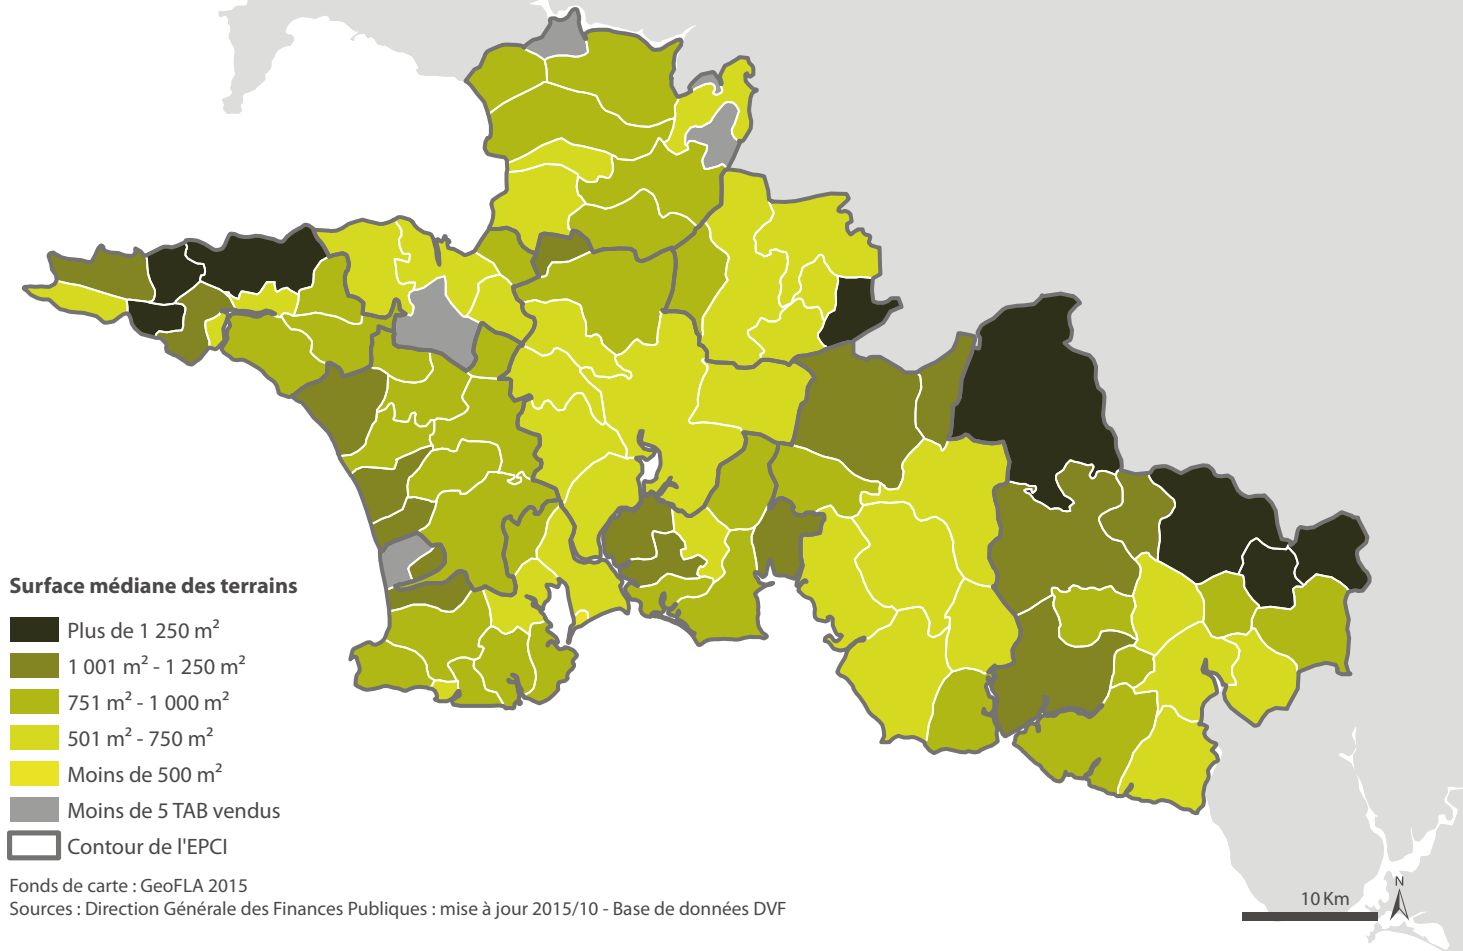 Surface médiane des terrains
Plus de 1 250 m²
1 001 m² - 1 250 m²
751 m² - 1 000 m²
501 m² - 750 m²
Moins de 500 m²
Moins de 5 TAB vendus
Contour de l'EPCI
Fonds de carte : GeoFLA 2015
Sources : Direction Générale des Finances Publiques : mise à jour 2015/10 - Base de données DVF
10 Km
N